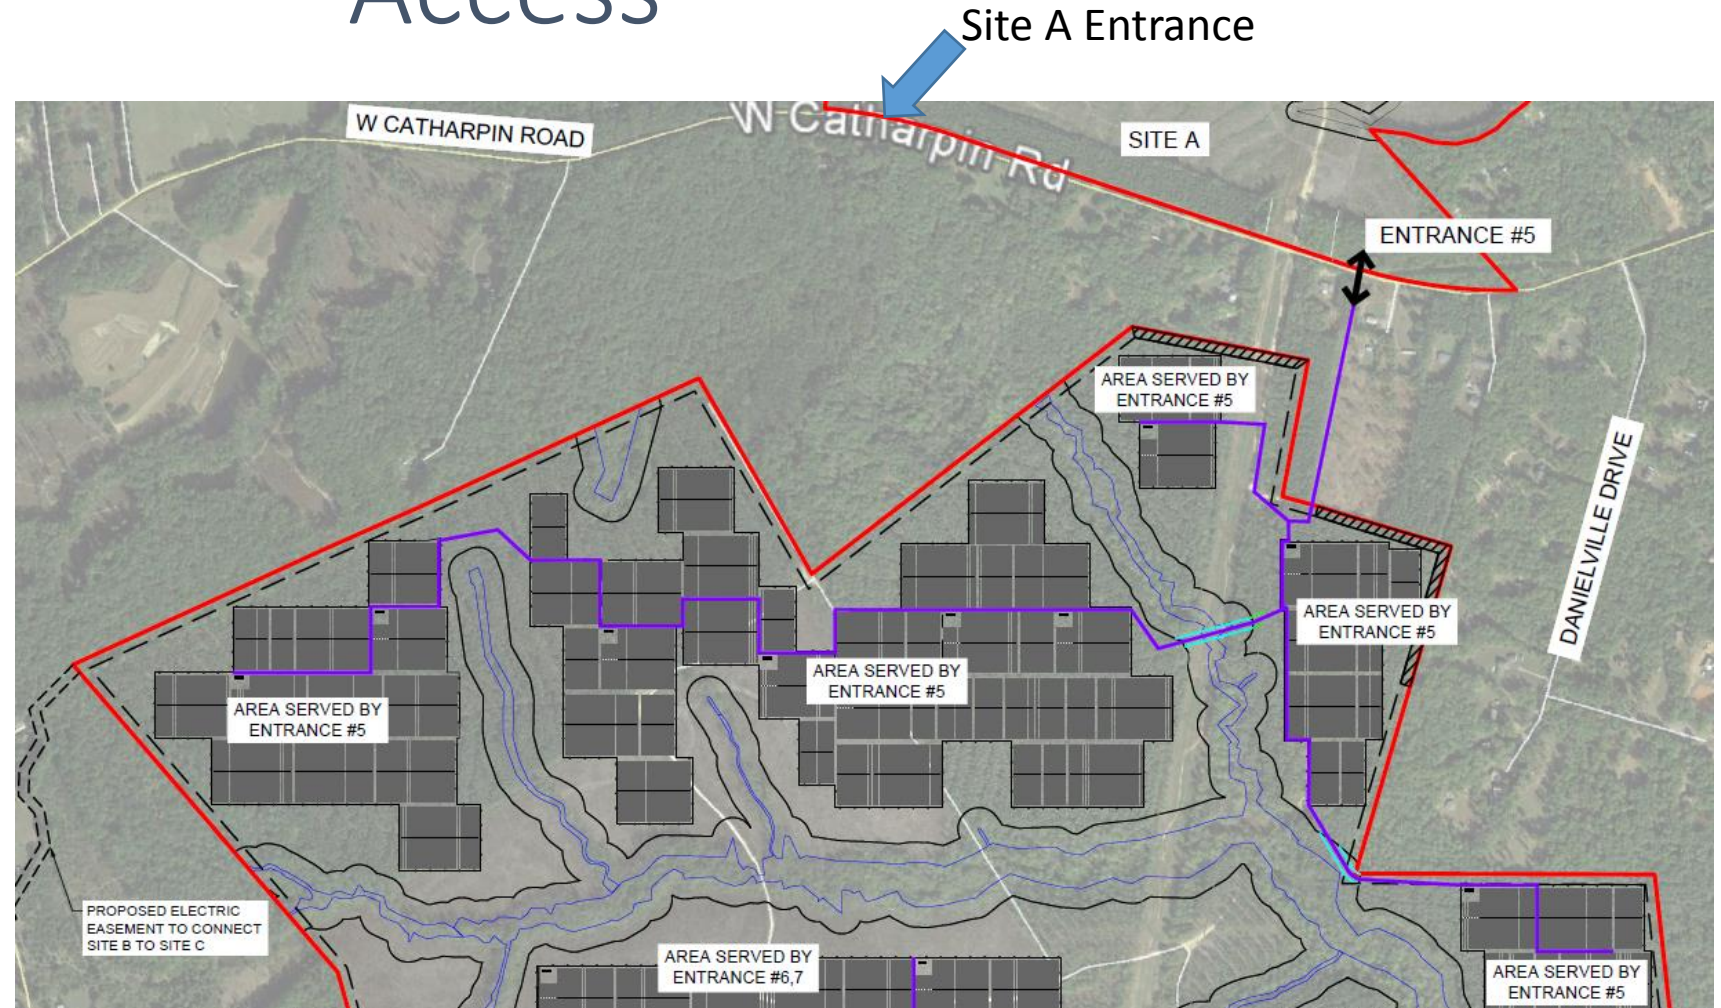 Access
Site A Entrance
W CATHARPIN ROAD
W Catharpin Rd
SITE A
ENTRANCE #5
AREA SERVED BY
ENTRANCE #5
DANIELVILLE DRIVE
AREA SERVED BY
ENTRANCE #5
AREA SERVED BY
ENTRANCE #5
AREA SERVED BY
ENTRANCE #5
PROPOSED ELECTRIC
EASEMENT TO CONNECT
SITE B TO SITE C
AREA SERVED BY
ENTRANCE #6,7
AREA SERVED BY
ENTRANCE #5